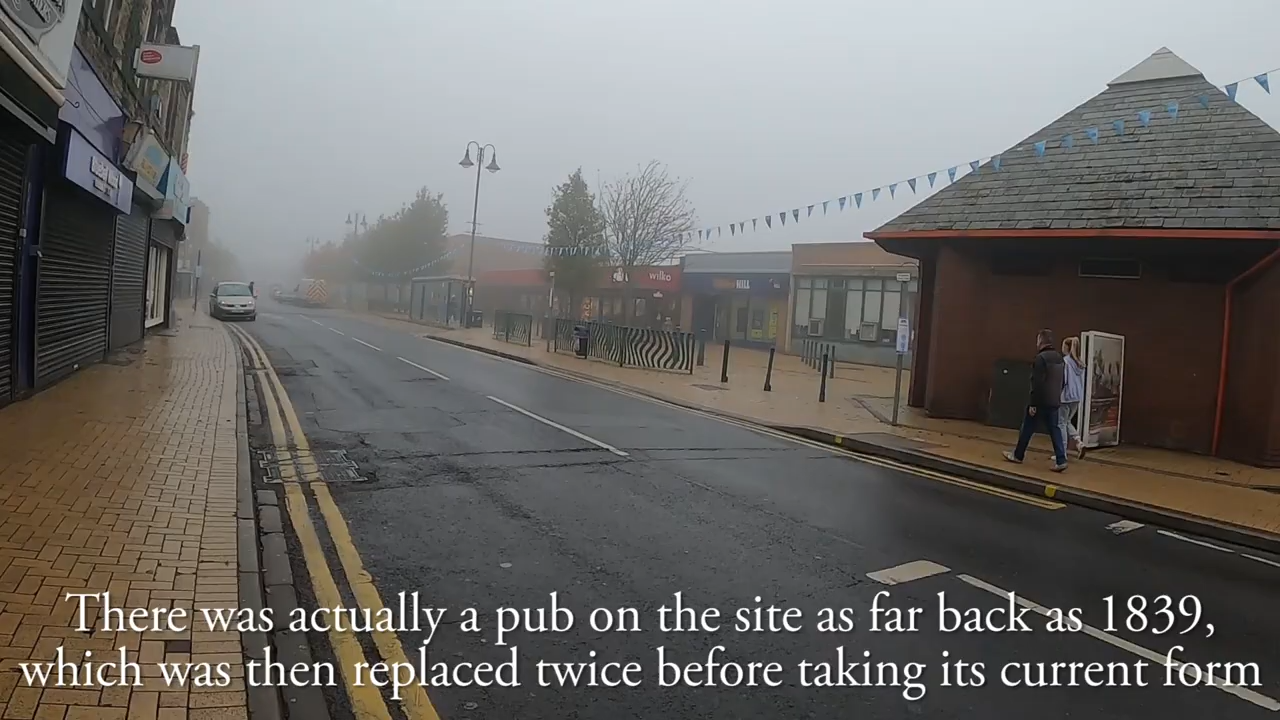 wilko
There was actually a pub on the site as far back as 1839,
which was then replaced twice before taking its current form